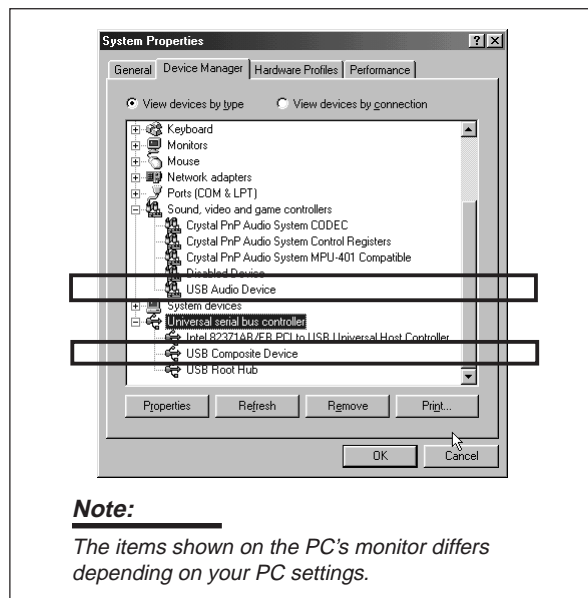 System Properties
General Device Manager Hardware Profiles Performance
View devices by type View devices by connection
Keyboard
Monitors
Mouse
Network adapters
Ports (COM & LPT)
Sound, video and game controllers
Crystal PnP Audio System CODEC
Crystal PnP Audio System Control Registers
Crystal PnP Audio System MPU-401 Compatible
Disabled Device
USB Audio Device
System devices
Universal serial bus controller
Intel 82371AB/EB PCI to USB Universal Host Controller
USB Composite Device
USB Root Hub
Properties Refresh Remove Print...
OK Cancel
Note:
The items shown on the PC's monitor differs
depending on your PC settings.